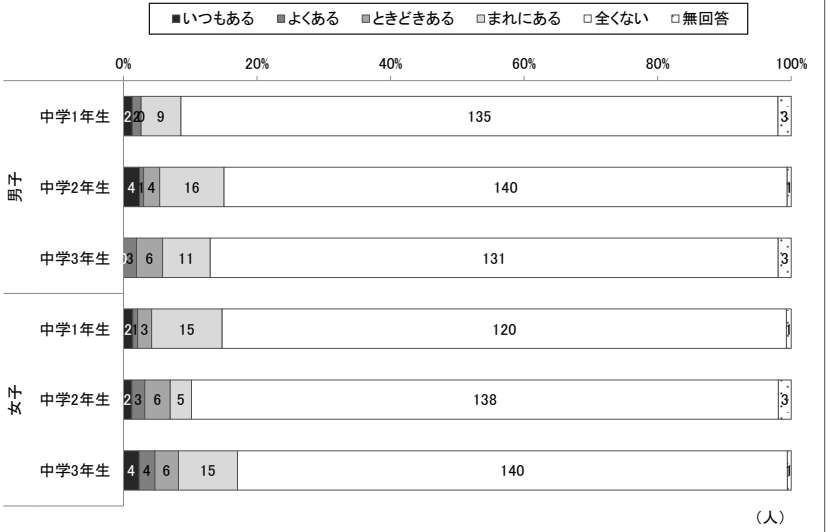 ■いつもある ■よくある ■ときどきある □まれにある □全くない □無回答
0% 20% 40% 60% 80% 100%
男子
中学1年生 2 2 0 9 135 3
中学2年生 4 1 4 16 140 1
中学3年生 0 3 6 11 131 3
女子
中学1年生 2 1 3 15 120 1
中学2年生 2 3 6 5 138 3
中学3年生 4 4 6 15 140 1
（人）